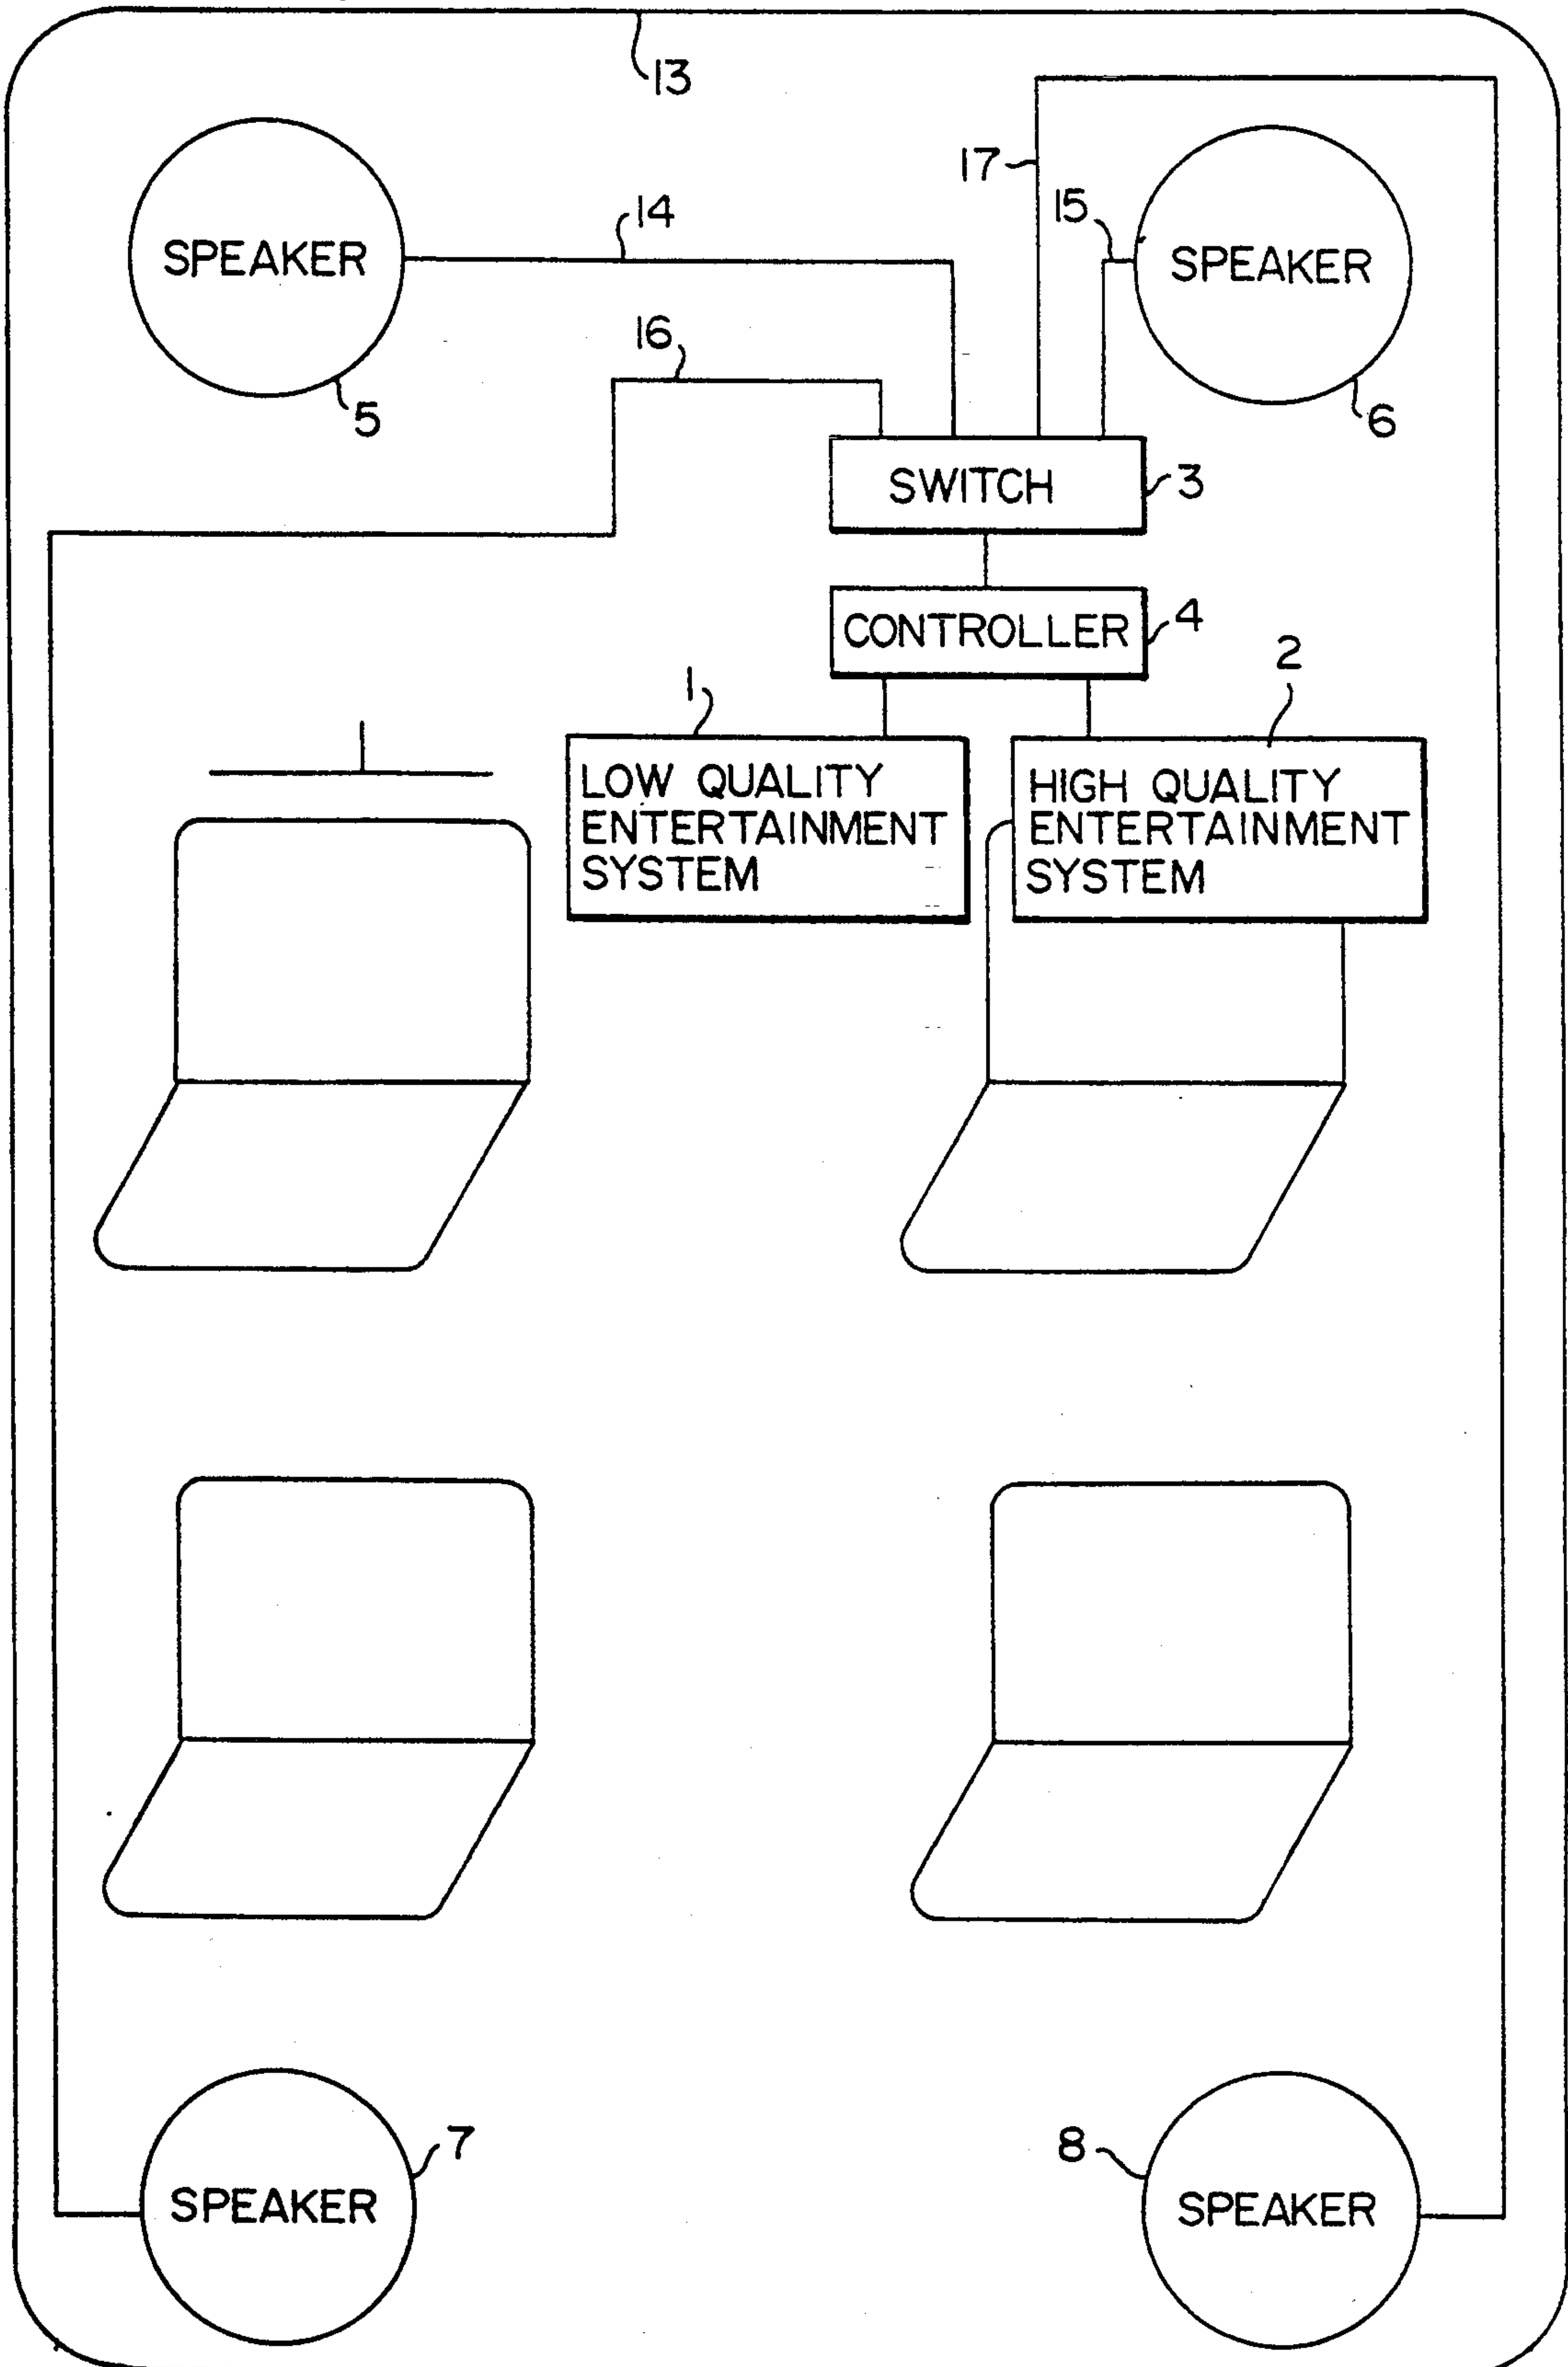 13
17
14
15
SPEAKER
SPEAKER
16
5
6
SWITCH
3
CONTROLLER
4
1
2
LOW QUALITY
ENTERTAINMENT
SYSTEM
HIGH QUALITY
ENTERTAINMENT
SYSTEM
7
8
SPEAKER
SPEAKER